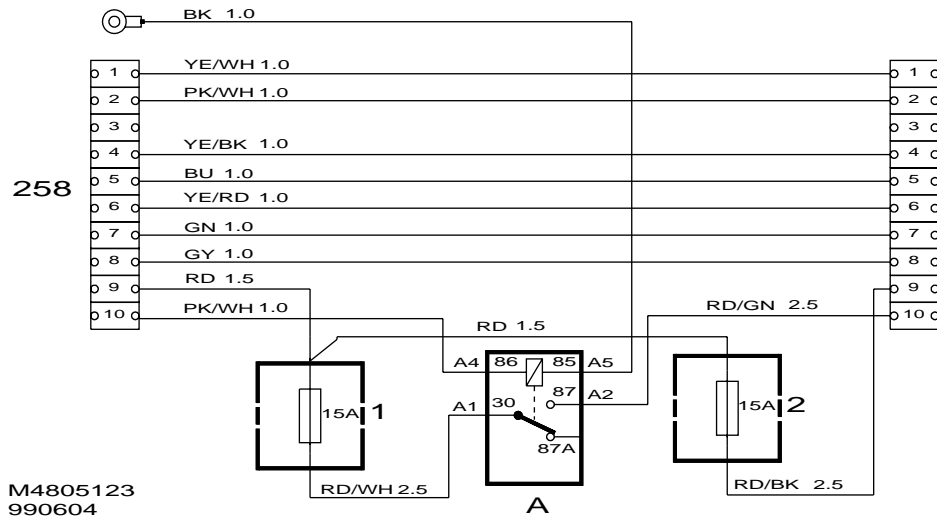 BK 1.0
1 YE/WH 1.0 1
2 PK/WH 1.0 2
3 3
4 YE/BK 1.0 4
258 5 BU 1.0 5
6 YE/RD 1.0 6
7 GN 1.0 7
8 GY 1.0 8
9 RD 1.5 9
10 PK/WH 1.0 RD/GN 2.5 10
RD 1.5
A4 86 85 A5
87 A2
15A 1 A1 30 15A 2
87A
RD/WH 2.5 RD/BK 2.5
A
M4805123
990604